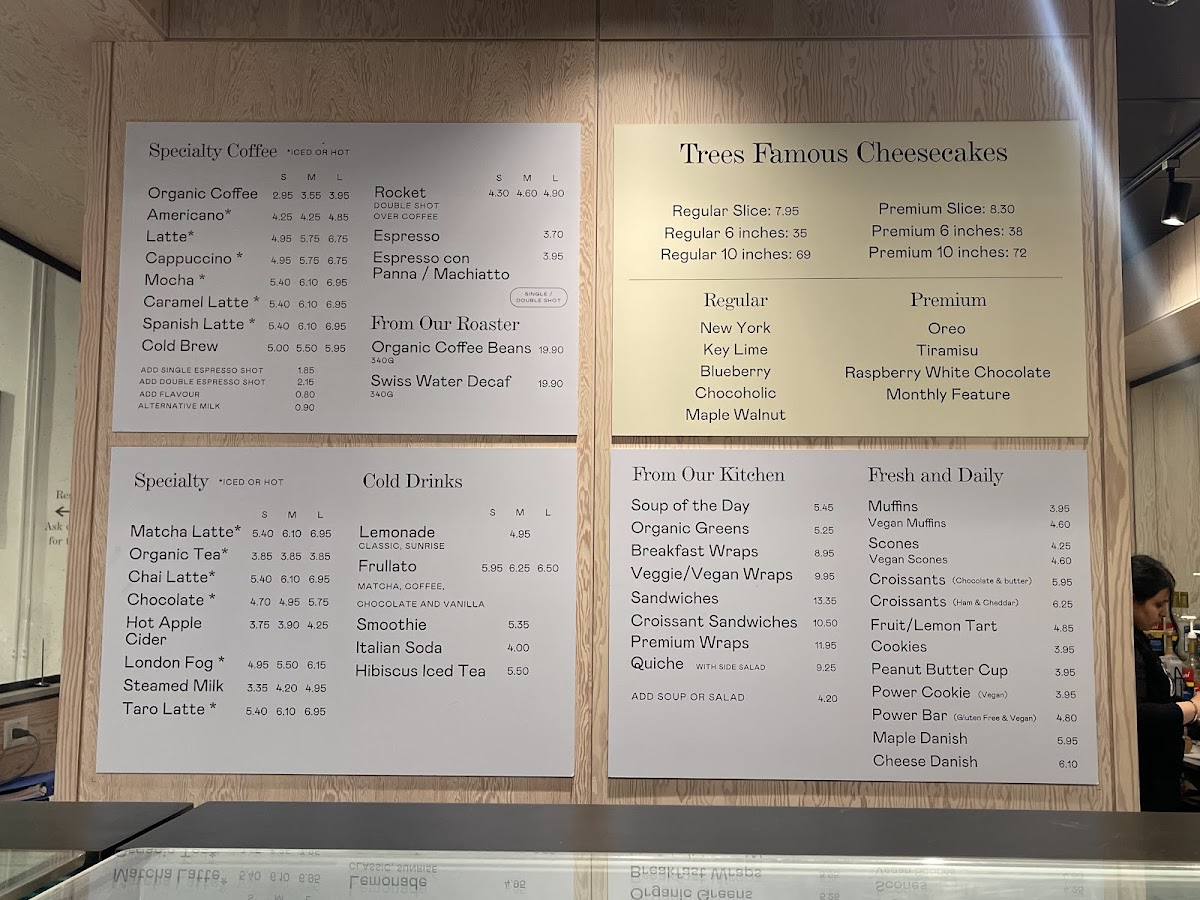 Specialty Coffee *ICED OR HOT
S M L
Organic Coffee 2.95 3.55 3.95
Americano* 4.25 4.25 4.85
Latte* 4.95 5.75 6.75
Cappuccino * 4.95 5.75 6.75
Mocha * 5.40 6.10 6.95
Caramel Latte * 5.40 6.10 6.95
Spanish Latte * 5.40 6.10 6.95
Cold Brew 5.00 5.50 5.95
ADD SINGLE ESPRESSO SHOT 1.85
ADD DOUBLE ESPRESSO SHOT 2.15
ADD FLAVOUR 0.80
ALTERNATIVE MILK 0.90
S M L
Rocket 4.30 4.60 4.90
DOUBLE SHOT
OVER COFFEE
Espresso 3.70
Espresso con 3.95
Panna / Machiatto
SINGLE /
DOUBLE SHOT
From Our Roaster
Organic Coffee Beans 19.90
340G
Swiss Water Decaf 19.90
340G
Trees Famous Cheesecakes
Regular Slice: 7.95
Regular 6 inches: 35
Regular 10 inches: 69
Premium Slice: 8.30
Premium 6 inches: 38
Premium 10 inches: 72
Regular
New York
Key Lime
Blueberry
Chocoholic
Maple Walnut
Premium
Oreo
Tiramisu
Raspberry White Chocolate
Monthly Feature
Specialty *ICED OR HOT
S M L
Matcha Latte* 5.40 6.10 6.95
Organic Tea* 3.85 3.85 3.85
Chai Latte* 5.40 6.10 6.95
Chocolate * 4.70 4.95 5.75
Hot Apple 3.75 3.90 4.25
Cider
London Fog * 4.95 5.50 6.15
Steamed Milk 3.35 4.20 4.95
Taro Latte * 5.40 6.10 6.95
Cold Drinks
S M L
Lemonade 4.95
CLASSIC, SUNRISE
Frullato 5.95 6.25 6.50
MATCHA, COFFEE,
CHOCOLATE AND VANILLA
Smoothie 5.35
Italian Soda 4.00
Hibiscus Iced Tea 5.50
From Our Kitchen
Soup of the Day 5.45
Organic Greens 5.25
Breakfast Wraps 8.95
Veggie/Vegan Wraps 9.95
Sandwiches 13.35
Croissant Sandwiches 10.50
Premium Wraps 11.95
Quiche WITH SIDE SALAD 9.25
ADD SOUP OR SALAD 4.20
Fresh and Daily
Muffins 3.95
Vegan Muffins 4.60
Scones 4.25
Vegan Scones 4.60
Croissants (Chocolate & butter) 5.95
Croissants (Ham & Cheddar) 6.25
Fruit/Lemon Tart 4.85
Cookies 3.95
Peanut Butter Cup 3.95
Power Cookie (Vegan) 3.95
Power Bar (Gluten Free & Vegan) 4.80
Maple Danish 5.95
Cheese Danish 6.10